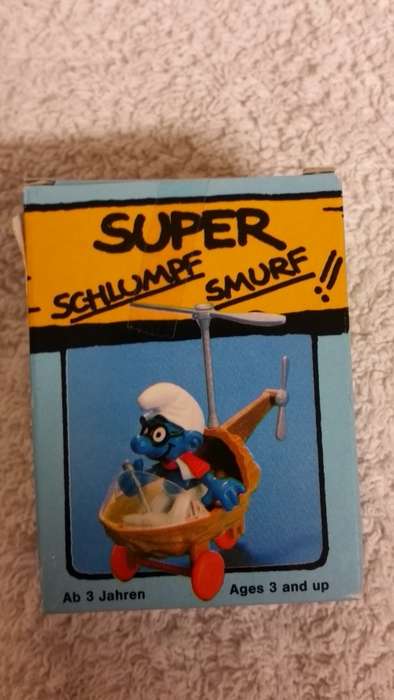 SUPER
SCHLUMPF
SMURF!!
Ab 3 Jahren
Ages 3 and up